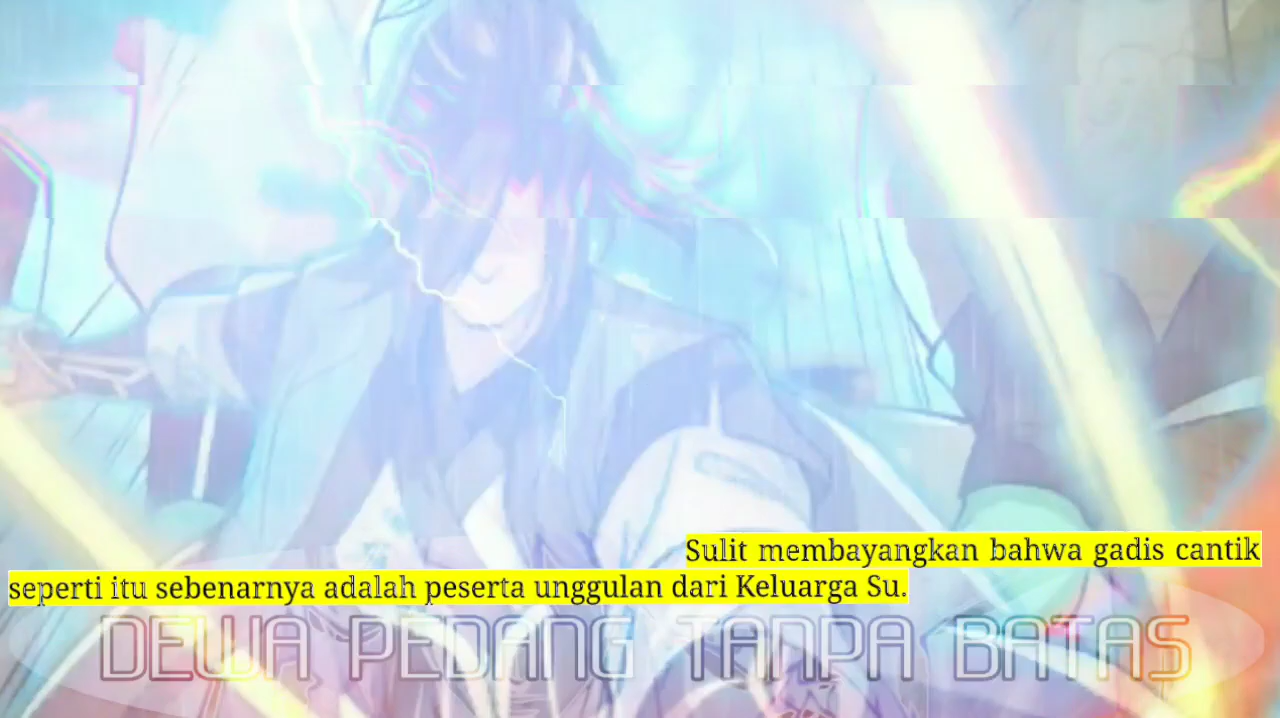 Sulit membayangkan bahwa gadis cantik
seperti itu sebenarnya adalah peserta unggulan dari Keluarga Su.
DEWA PEDANG TANPA BATAS